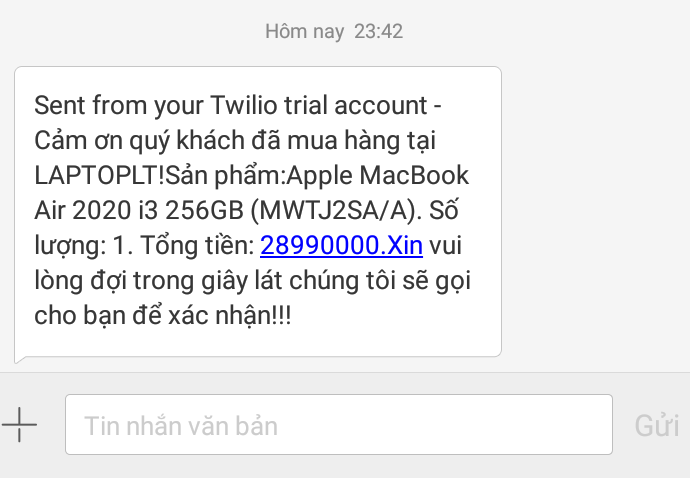 Hôm nay 23:42
Sent from your Twilio trial account -
Cảm ơn quý khách đã mua hàng tại
LAPTOPLT!Sản phẩm:Apple MacBook
Air 2020 i3 256GB (MWTJ2SA/A). Số
lượng: 1. Tổng tiền: 28990000.Xin vui
lòng đợi trong giây lát chúng tôi sẽ gọi
cho bạn để xác nhận!!!
Tin nhắn văn bản
Gửi